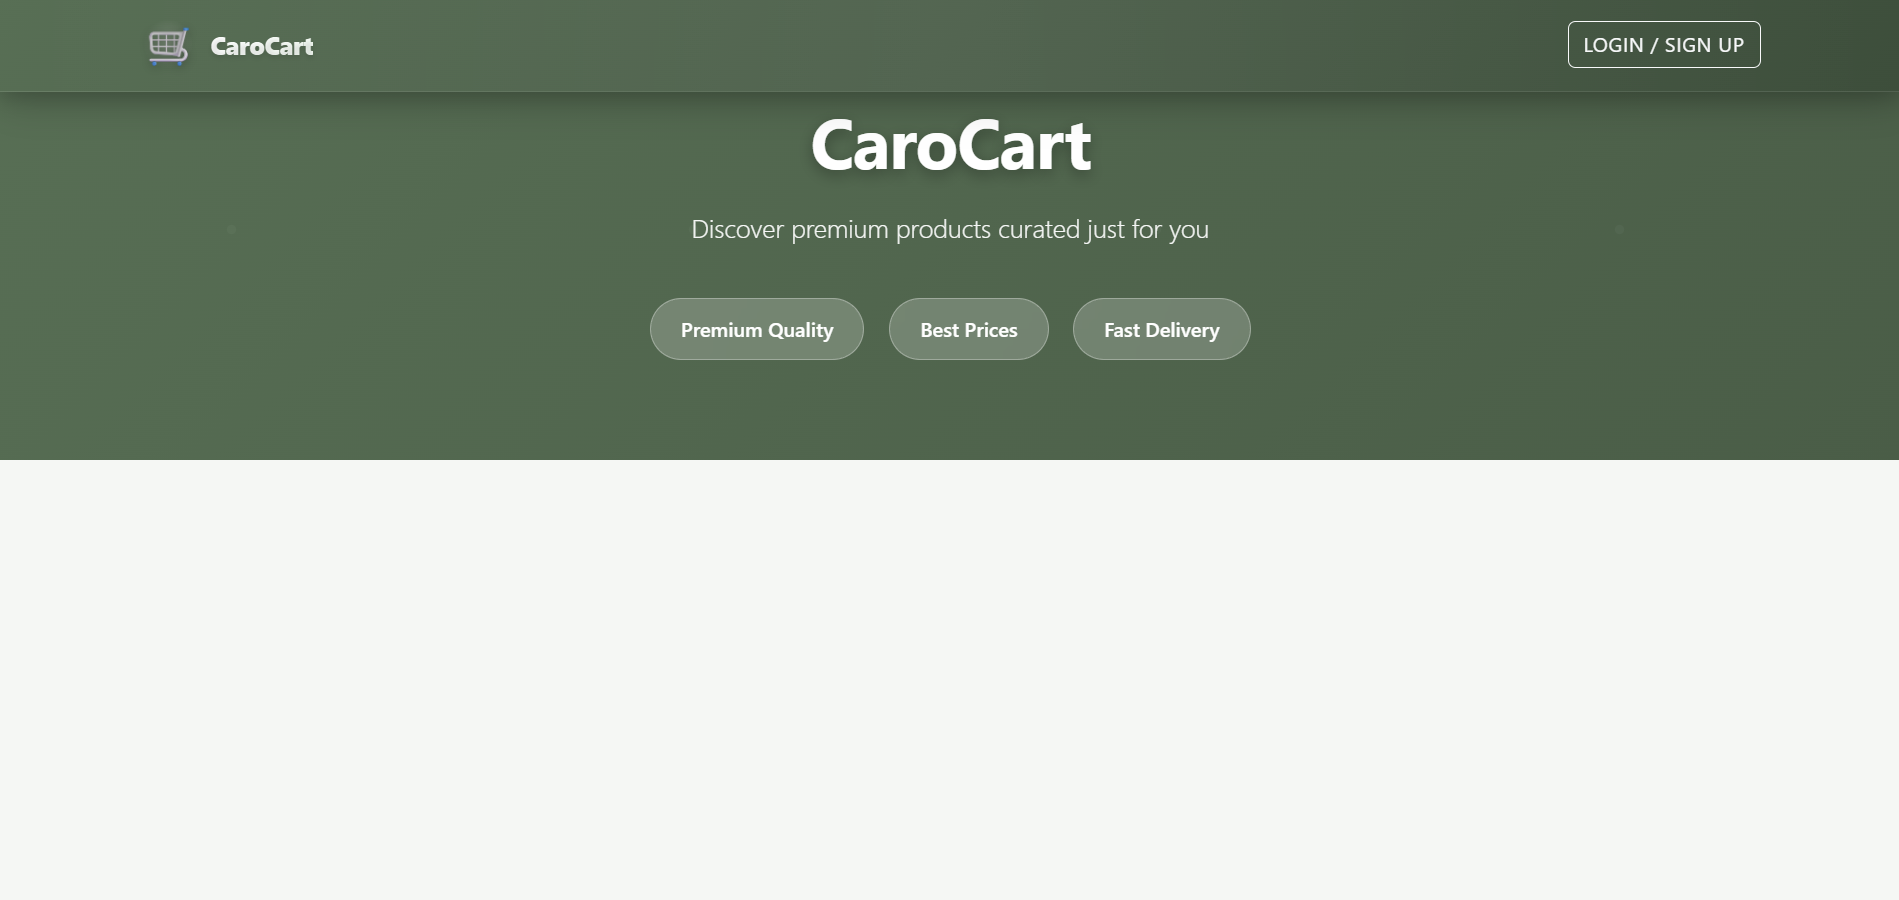 CaroCart
LOGIN / SIGN UP
CaroCart
Discover premium products curated just for you
Premium Quality
Best Prices
Fast Delivery